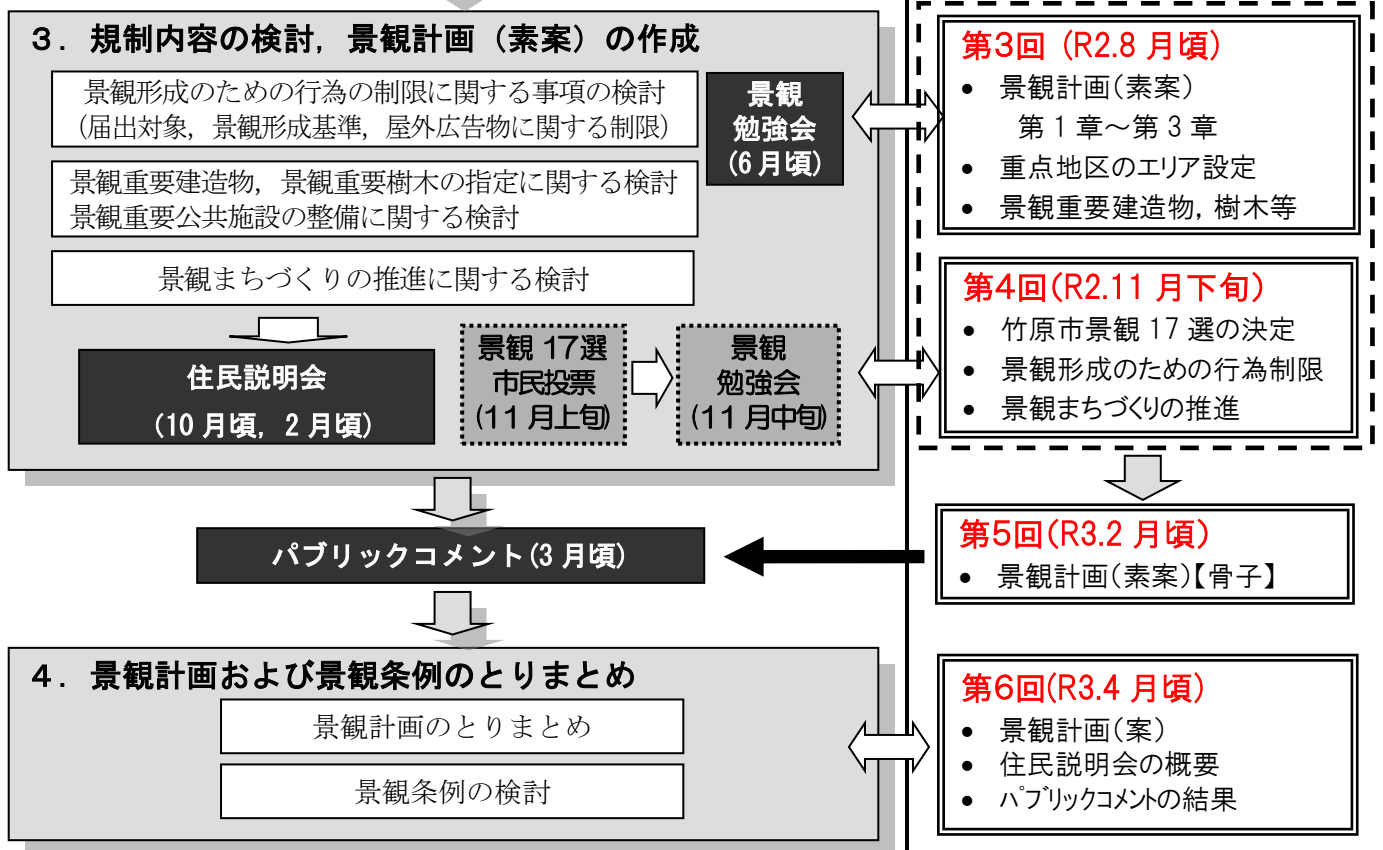 ３．規制内容の検討，景観計画（素案）の作成
景観形成のための行為の制限に関する事項の検討
（届出対象，景観形成基準，屋外広告物に関する制限）
景観
勉強会
（6 月頃）
景観重要建造物，景観重要樹木の指定に関する検討
景観重要公共施設の整備に関する検討
景観まちづくりの推進に関する検討
住民説明会
（10 月頃，2 月頃）
景観 17選
市民投票
（11 月上旬）
景観
勉強会
（11 月中旬）
パブリックコメント（3 月頃）
４．景観計画および景観条例のとりまとめ
景観計画のとりまとめ
景観条例の検討
第３回 （R2.8 月頃）
● 景観計画（素案）
第 1 章～第 3 章
● 重点地区のエリア設定
● 景観重要建造物，樹木等
第４回（R2.11 月下旬）
● 竹原市景観 17 選の決定
● 景観形成のための行為制限
● 景観まちづくりの推進
第５回（R3.2 月頃）
● 景観計画（素案）【骨子】
第６回（R3.4 月頃）
● 景観計画（案）
● 住民説明会の概要
● パブリックコメントの結果